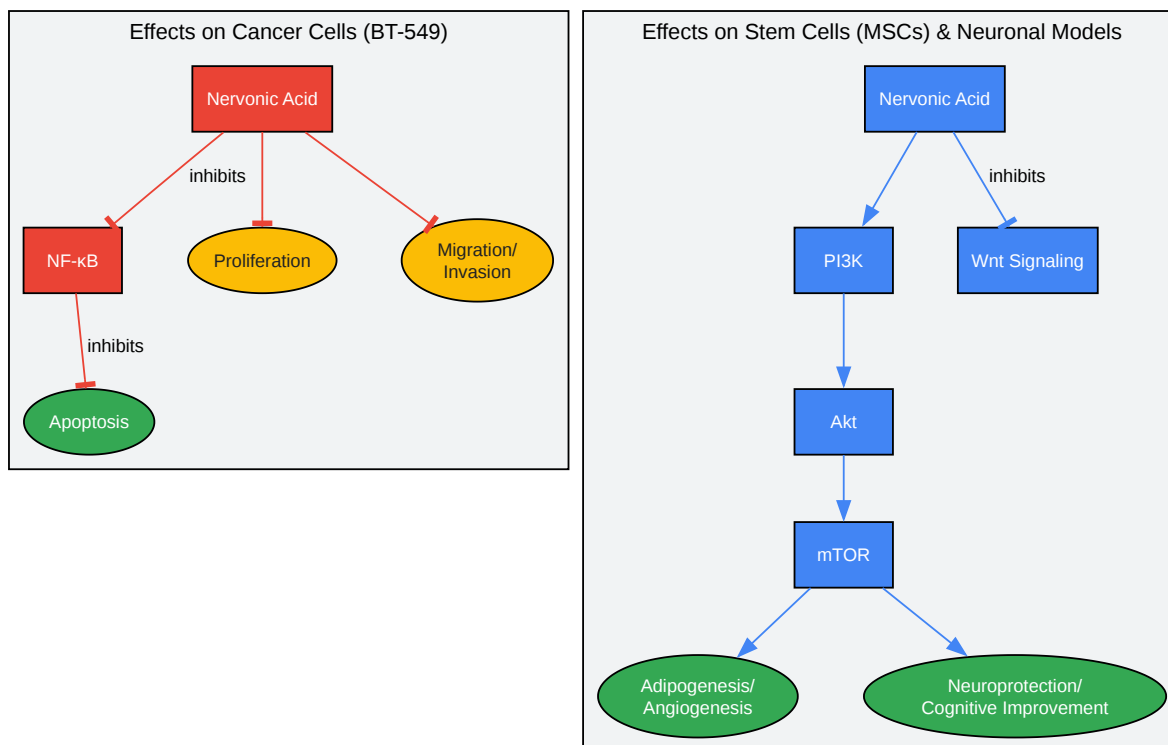 Effects on Cancer Cells (BT-549)
Nervonic Acid
inhibits
NF-κB
Proliferation
Migration/
Invasion
inhibits
Apoptosis
Effects on Stem Cells (MSCs) & Neuronal Models
Nervonic Acid
inhibits
PI3K
Wnt Signaling
Akt
mTOR
Adipogenesis/
Angiogenesis
Neuroprotection/
Cognitive Improvement